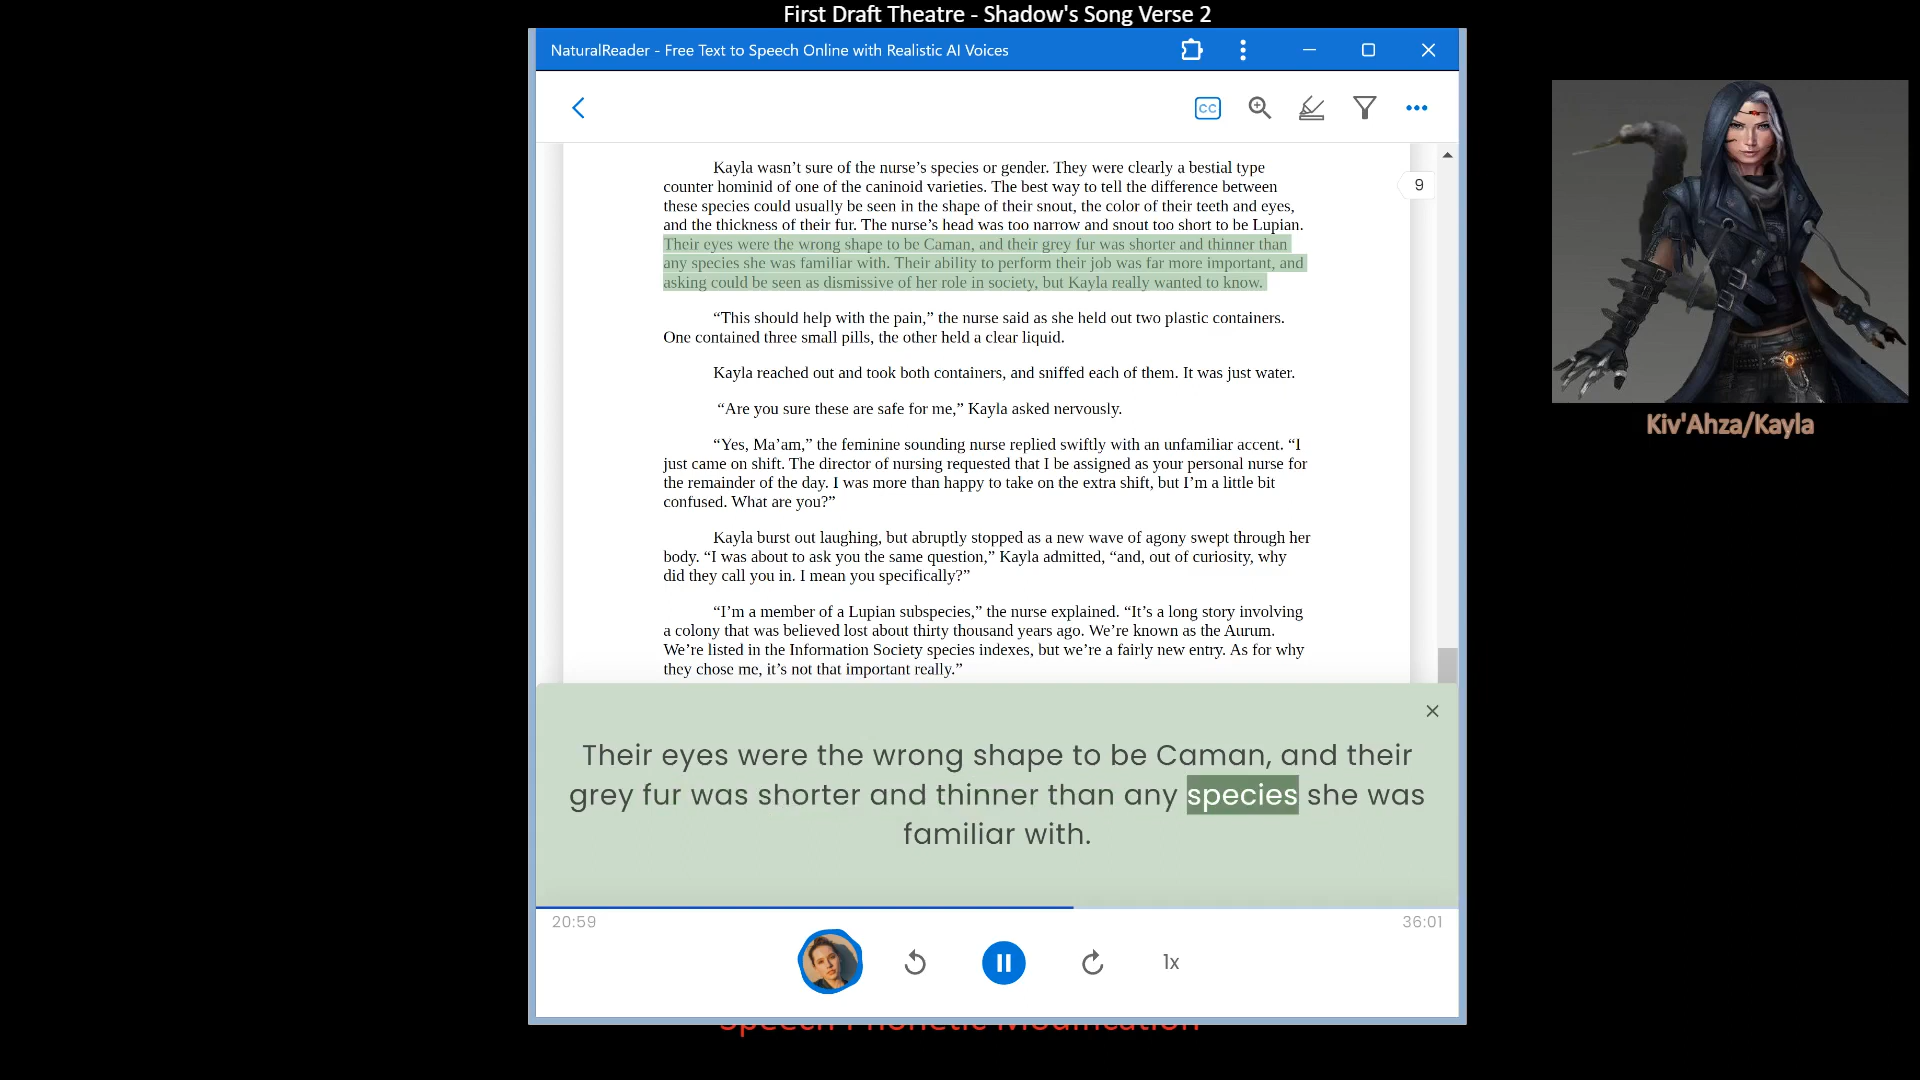 First Draft Theatre - Shadow's Song Verse 2
NaturalReader - Free Text to Speech Online with Realistic AI Voices
CC
9
Kayla wasn’t sure of the nurse’s species or gender. They were clearly a bestial type
counter hominid of one of the caninoid varieties. The best way to tell the difference between
these species could usually be seen in the shape of their snout, the color of their teeth and eyes,
and the thickness of their fur. The nurse’s head was too narrow and snout too short to be Lupian.
Their eyes were the wrong shape to be Caman, and their grey fur was shorter and thinner than
any species she was familiar with. Their ability to perform their job was far more important, and
asking could be seen as dismissive of her role in society, but Kayla really wanted to know.
“This should help with the pain,” the nurse said as she held out two plastic containers.
One contained three small pills, the other held a clear liquid.
Kayla reached out and took both containers, and sniffed each of them. It was just water.
“Are you sure these are safe for me,” Kayla asked nervously.
“Yes, Ma’am,” the feminine sounding nurse replied swiftly with an unfamiliar accent. “I
just came on shift. The director of nursing requested that I be assigned as your personal nurse for
the remainder of the day. I was more than happy to take on the extra shift, but I’m a little bit
confused. What are you?”
Kayla burst out laughing, but abruptly stopped as a new wave of agony swept through her
body. “I was about to ask you the same question,” Kayla admitted, “and, out of curiosity, why
did they call you in. I mean you specifically?”
“I’m a member of a Lupian subspecies,” the nurse explained. “It’s a long story involving
a colony that was believed lost about thirty thousand years ago. We’re known as the Aurum.
We’re listed in the Information Society species indexes, but we’re a fairly new entry. As for why
they chose me, it’s not that important really.”
Their eyes were the wrong shape to be Caman, and their
grey fur was shorter and thinner than any species she was
familiar with.
20:59
36:01
1x
Speech Phonetic Modification
Kiv'Ahza/Kayla